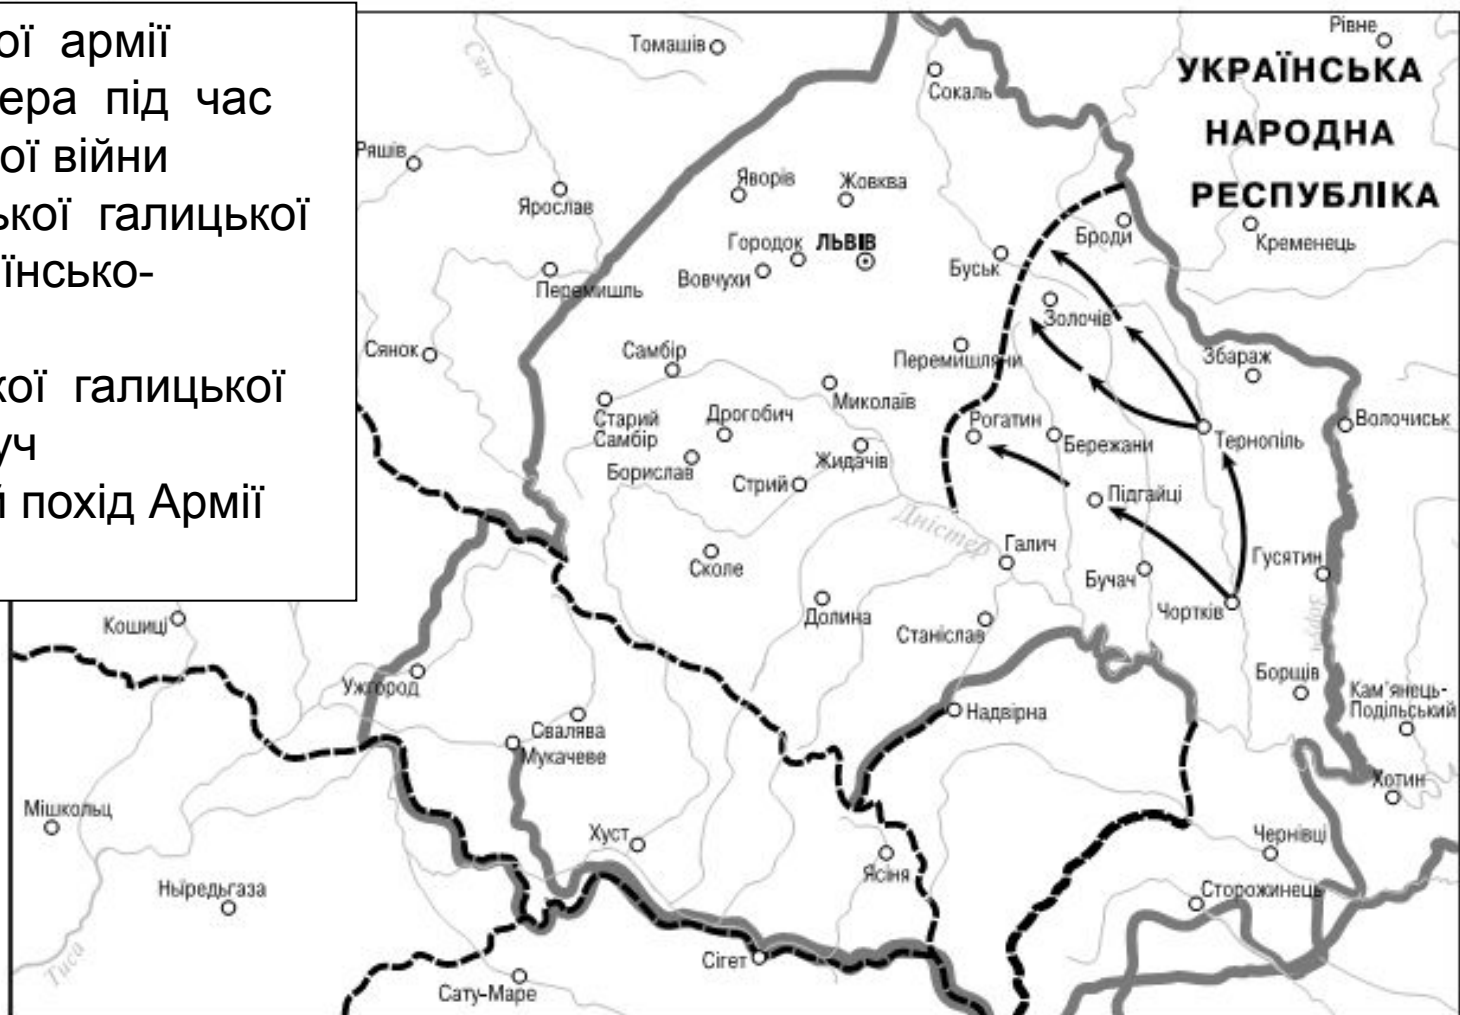 ої армії
ера під час
ої війни
ької галицької
їнсько-
кої галицької
уч
й похід Армії
УКРАЇНСЬКА
НАРОДНА
РЕСПУБЛІКА
Рівне
Томашів
Сян
Сокаль
Ряшів
Ярослав
Яворів
Жовква
Броди
Кременець
Городок
ЛЬВІВ
Вовчухи
Буськ
Перемишль
Золочів
Сянок
Самбір
Перемишляни
Збараж
Старий
Самбір
Дрогобич
Миколаїв
Рогатин
Бережани
Тернопіль
Волочиськ
Борислав
Жидачів
Стрий
Підгайці
Дністер
Галич
Сколе
Бучач
Гусятин
Чортків
Збруч
Кошиці
Долина
Станіслав
Ужгород
Борщів
Кам’янець-
Подільський
Свалява
Надвірна
Мукачеве
Хотин
Мішкольц
Хуст
Ясіня
Чернівці
Ньїредьгаза
Сторожинець
Тиса
Сігет
Сату-Маре